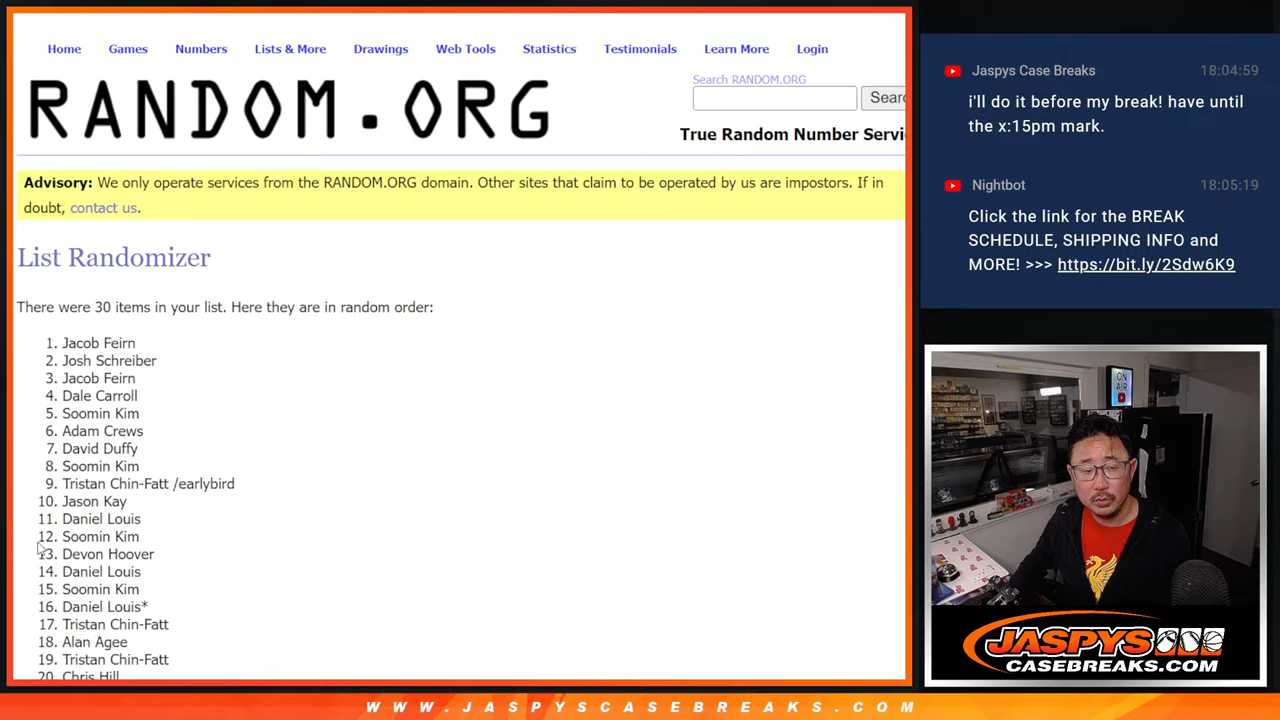 Home Games Numbers Lists & More Drawings Web Tools Statistics Testimonials Learn More Login
RANDOM.ORG
Search RANDOM.ORG
Searc
True Random Number Servi
Advisory: We only operate services from the RANDOM.ORG domain. Other sites that claim to be operated by us are impostors. If in
doubt, contact us.
List Randomizer
There were 30 items in your list. Here they are in random order:
1. Jacob Feirn
2. Josh Schreiber
3. Jacob Feirn
4. Dale Carroll
5. Soomin Kim
6. Adam Crews
7. David Duffy
8. Soomin Kim
9. Tristan Chin-Fatt /earlybird
10. Jason Kay
11. Daniel Louis
12. Soomin Kim
13. Devon Hoover
14. Daniel Louis
15. Soomin Kim
16. Daniel Louis*
17. Tristan Chin-Fatt
18. Alan Agee
19. Tristan Chin-Fatt
20. Chris Hill
Jaspys Case Breaks 18:04:59
i'll do it before my break! have until
the x:15pm mark.
Nightbot 18:05:19
Click the link for the BREAK
SCHEDULE, SHIPPING INFO and
MORE! >>> https://bit.ly/2Sdw6K9
ON
AIR
JASPYS
CASEBREAKS.COM
WWW.JASPYSCASEBREAKS.COM